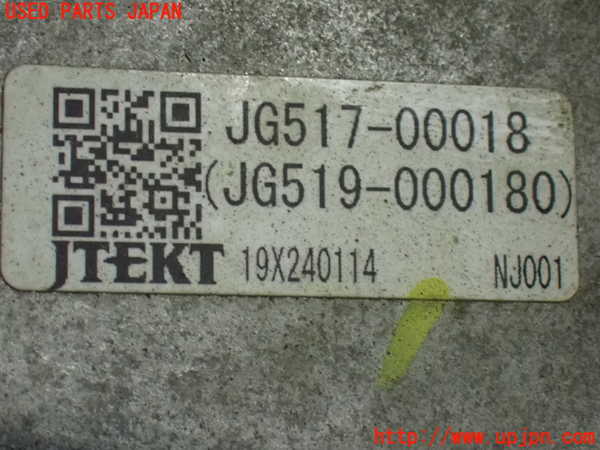 USED PARTS JAPAN
JG517-00018
(JG519-000180)
JTEKT 19X240114 NJ001
http://www.upjpn.com/